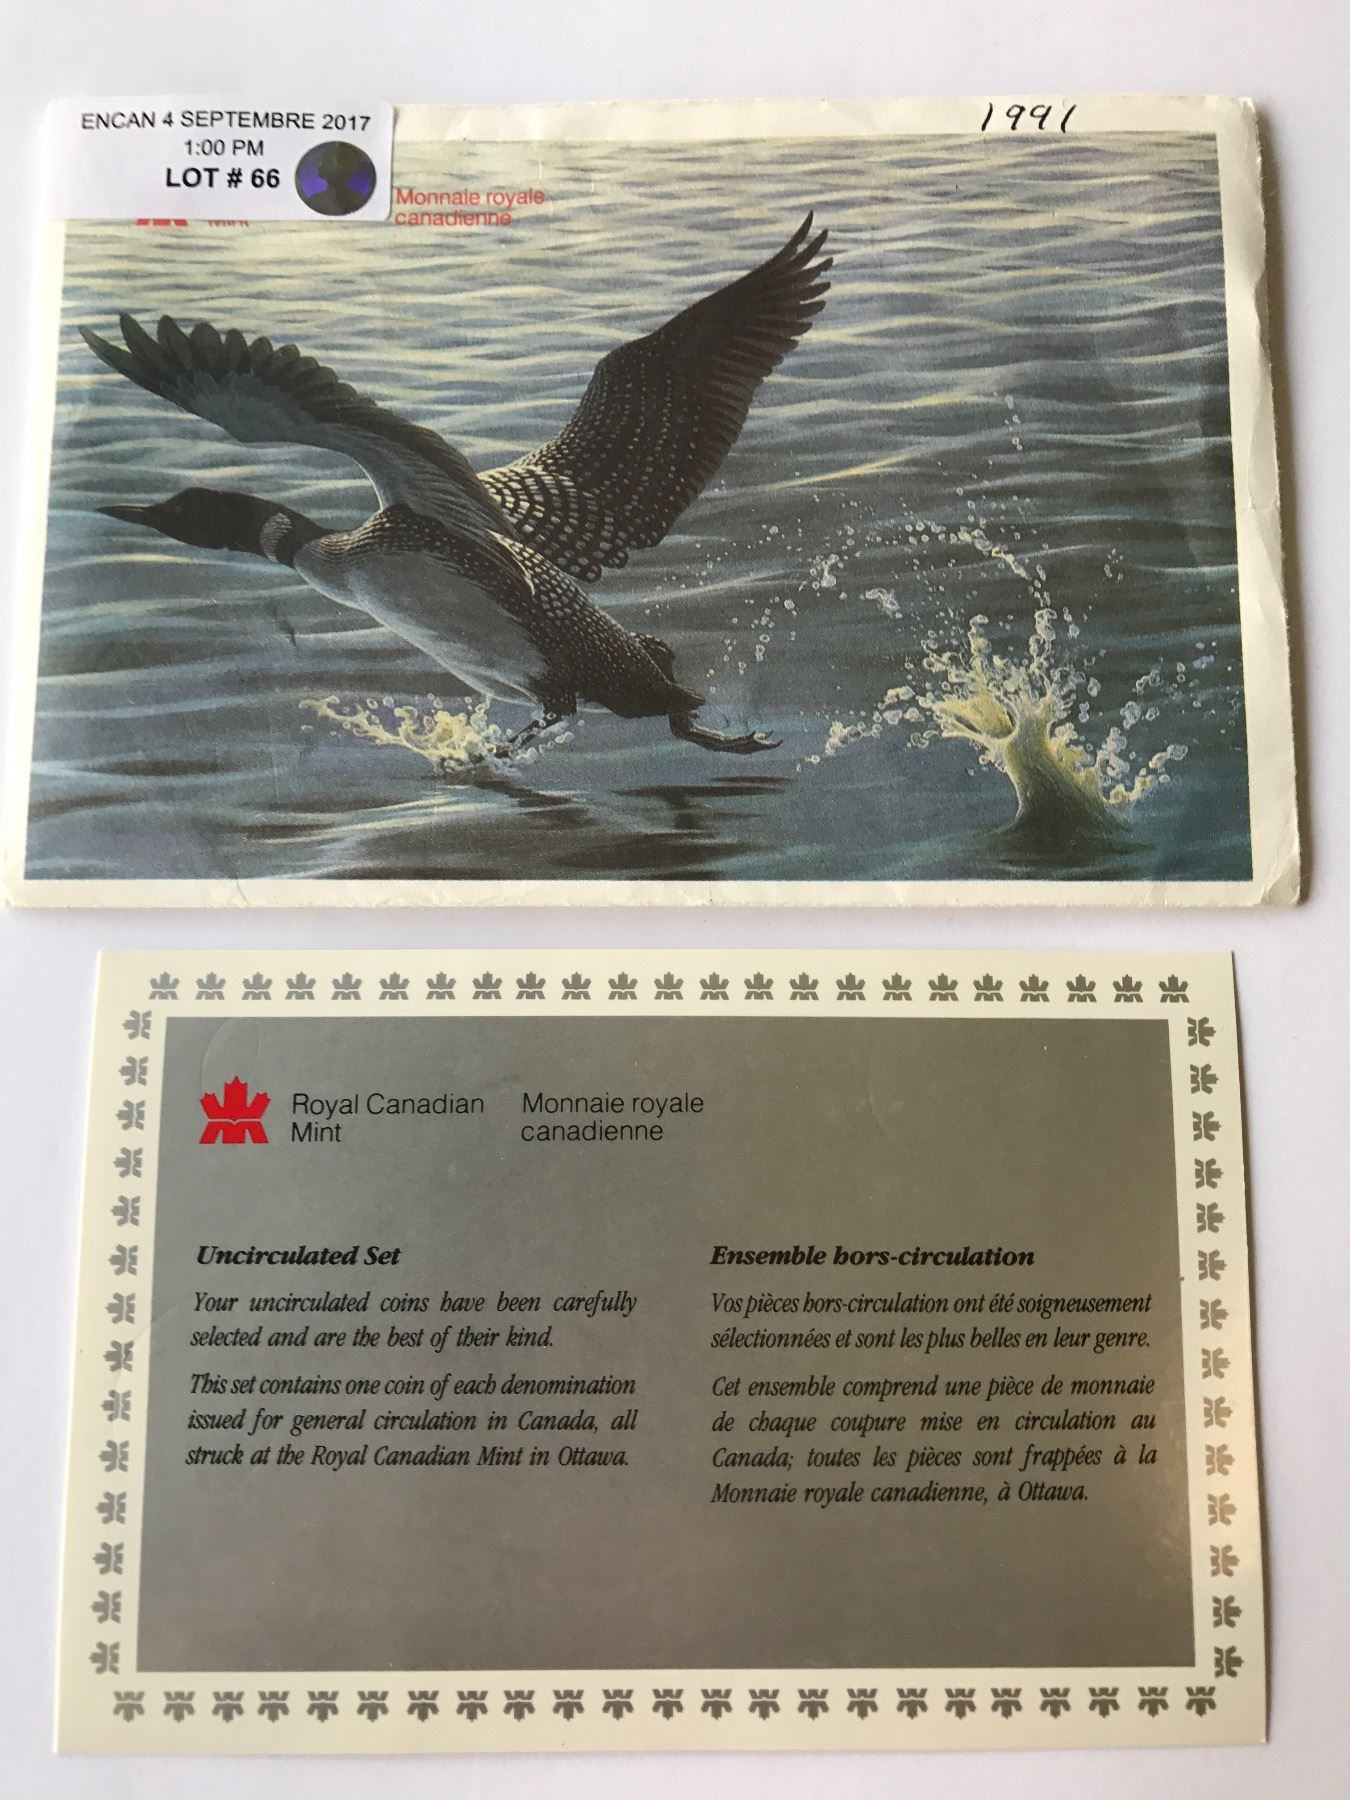 ENCAN 4 SEPTEMBRE 2017
1:00 PM
LOT # 66
1991
Monnaie royale
canadienne
Royal Canadian
Mint
Monnaie royale
canadienne
Uncirculated Set
Your uncirculated coins have been carefully
selected and are the best of their kind.
This set contains one coin of each denomination
issued for general circulation in Canada, all
struck at the Royal Canadian Mint in Ottawa.
Ensemble hors-circulation
Vos pièces hors-circulation ont été soigneusement
sélectionnées et sont les plus belles en leur genre.
Cet ensemble comprend une pièce de monnaie
de chaque coupure mise en circulation au
Canada; toutes les pièces sont frappées à la
Monnaie royale canadienne, à Ottawa.